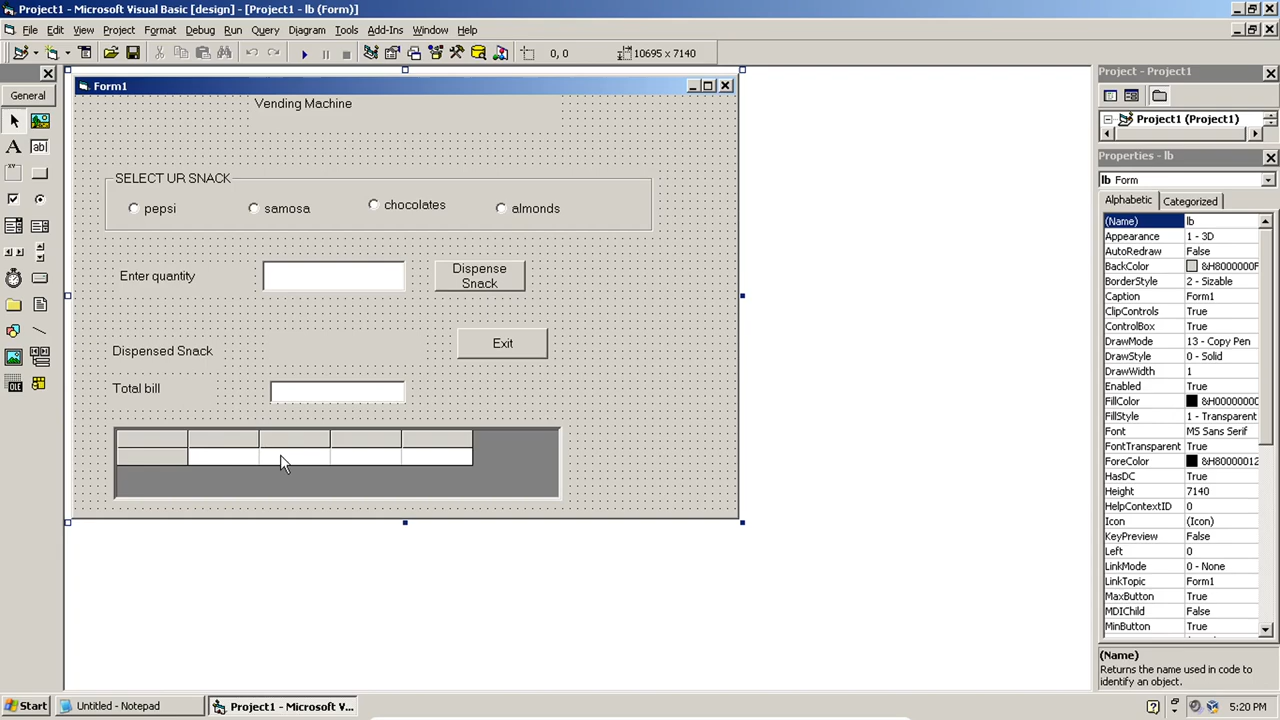 Project1 - Microsoft Visual Basic [design] - [Project1 - lb (Form)]
File Edit View Project Format Debug Run Query Diagram Tools Add-Ins Window Help
0, 0 10695 x 7140
General
A ab|
OLE
Form1
Vending Machine
SELECT UR SNACK
pepsi samosa chocolates almonds
Enter quantity
Dispense
Snack
Exit
Dispensed Snack
Total bill
Project - Project1
Project1 (Project1)
Properties - lb
lb Form
Alphabetic Categorized
(Name) lb
Appearance 1 - 3D
AutoRedraw False
BackColor &H8000000F
BorderStyle 2 - Sizable
Caption Form1
ClipControls True
ControlBox True
DrawMode 13 - Copy Pen
DrawStyle 0 - Solid
DrawWidth 1
Enabled True
FillColor &H00000000
FillStyle 1 - Transparent
Font MS Sans Serif
FontTransparent True
ForeColor &H80000012
HasDC True
Height 7140
HelpContextID 0
Icon (Icon)
KeyPreview False
Left 0
LinkMode 0 - None
LinkTopic Form1
MaxButton True
MDIChild False
MinButton True
(Name)
Returns the name used in code to
identify an object.
Start Untitled - Notepad Project1 - Microsoft V... 5:20 PM